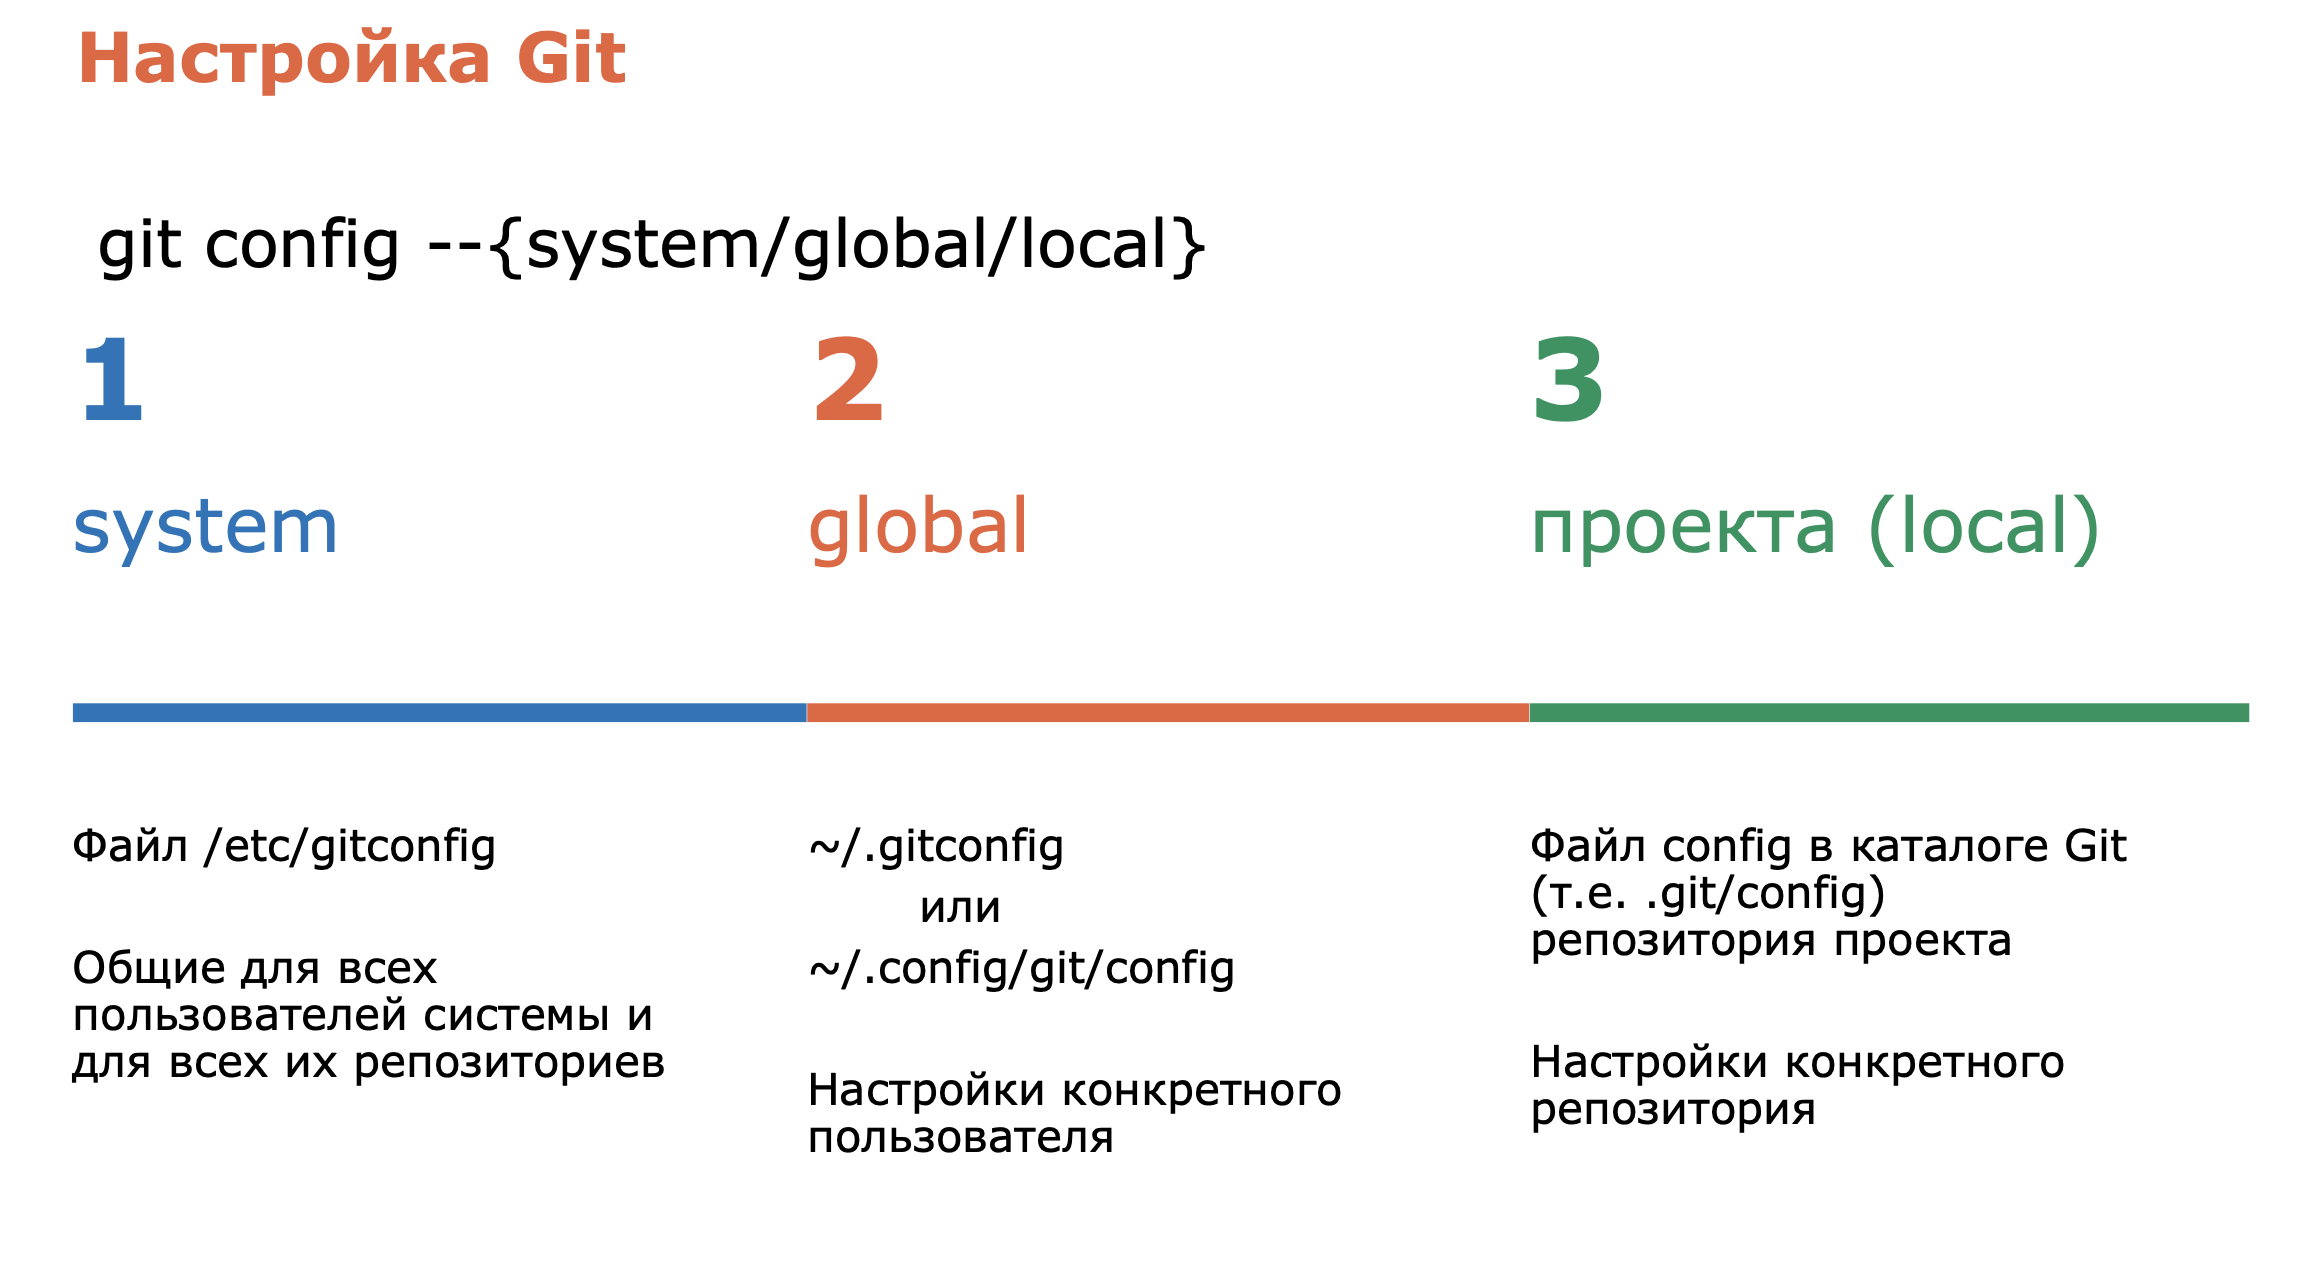 Настройка Git
git config --{system/global/local}
1
system
2
global
3
проекта (local)
Файл /etc/gitconfig
Общие для всех
пользователей системы и
для всех их репозиториев
~/.gitconfig
или
~/.config/git/config
Настройки конкретного
пользователя
Файл config в каталоге Git
(т.е. .git/config)
репозитория проекта
Настройки конкретного
репозитория